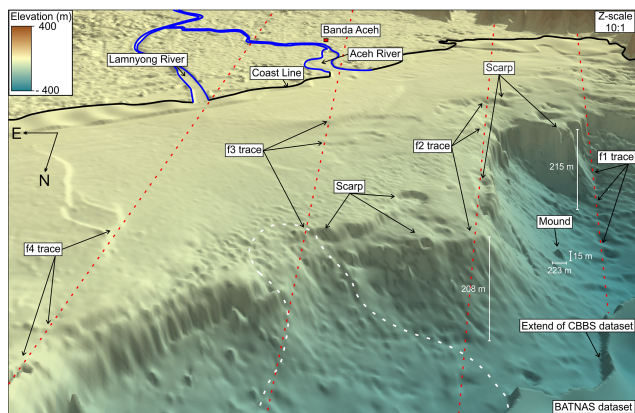 Elevation (m)
400
- 400
Banda Aceh
Z-scale
10:1
Lamnyong River
Aceh River
Coast Line
Scarp
E
N
f3 trace
f2 trace
f1 trace
215 m
Scarp
Mound
15 m
223 m
f4 trace
208 m
Extend of CBBS dataset
BATNAS dataset